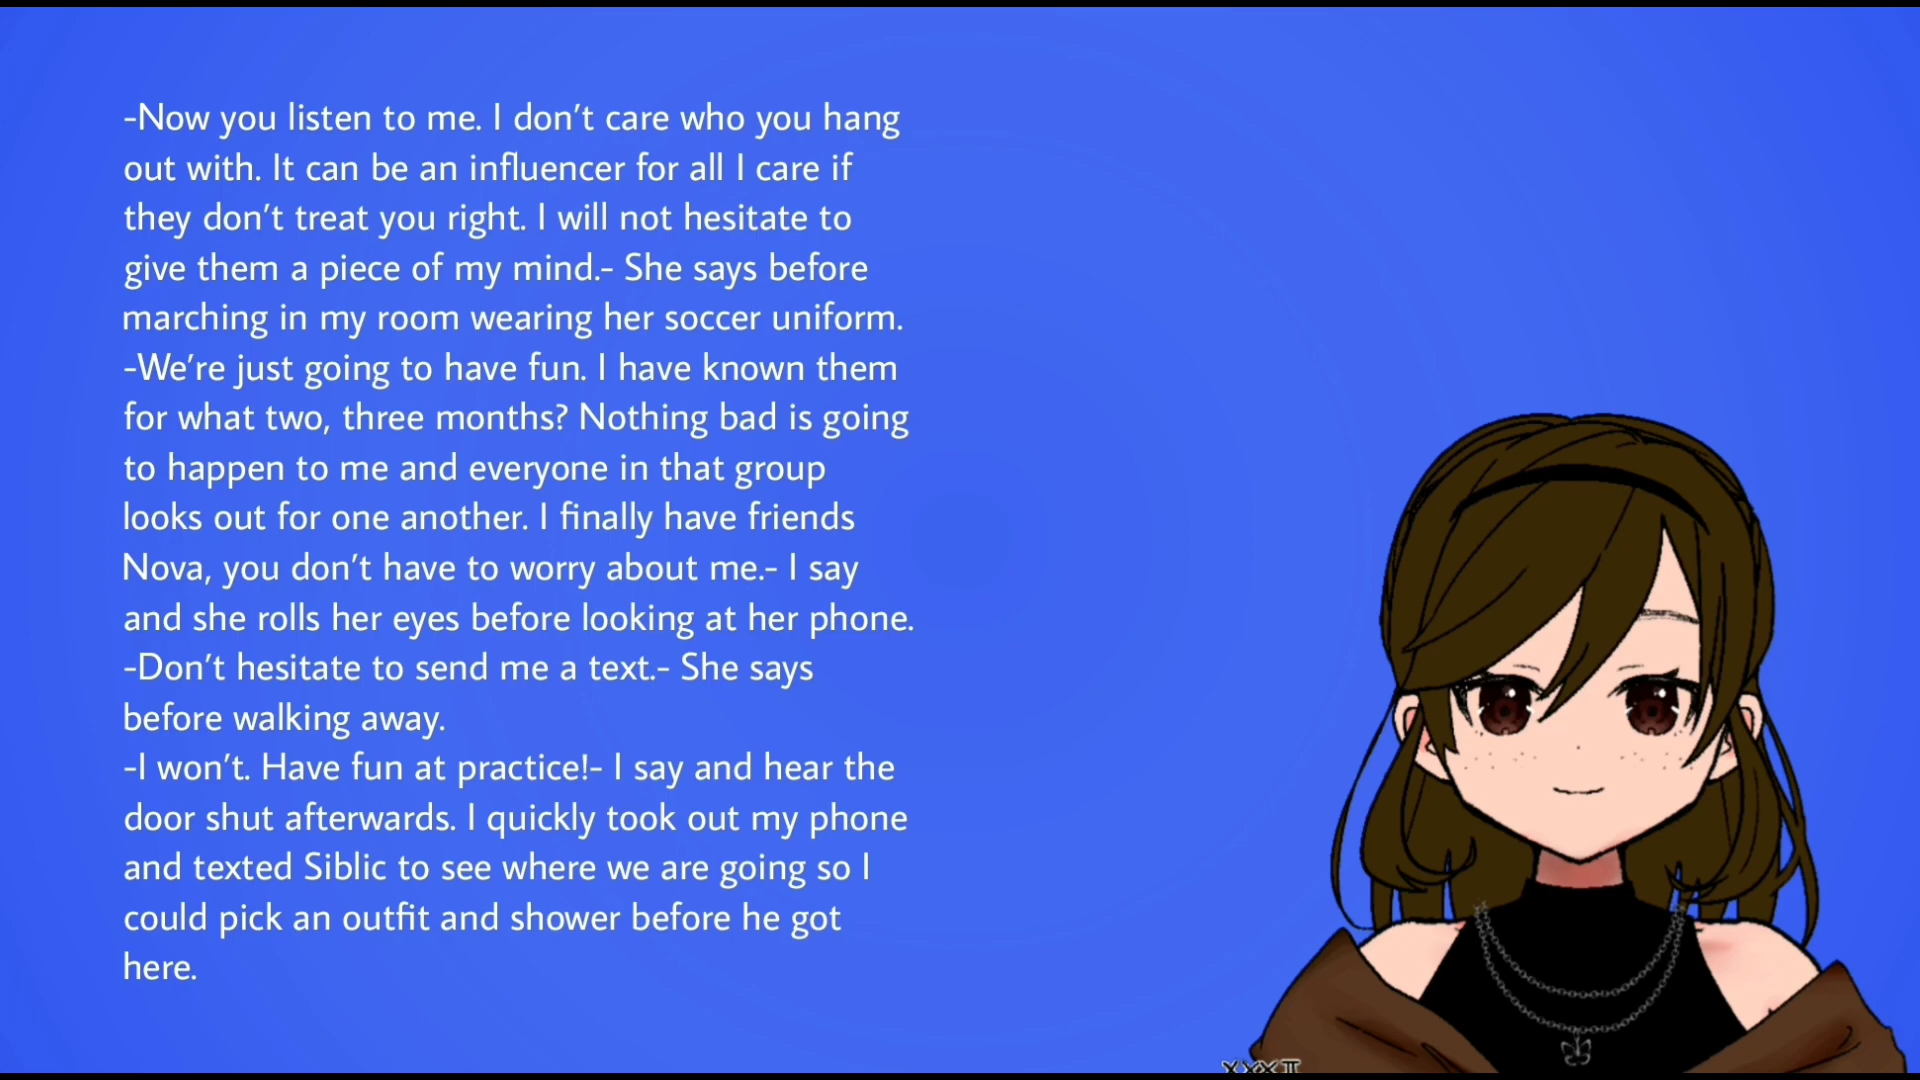 -Now you listen to me. I don't care who you hang
out with. It can be an influencer for all I care if
they don't treat you right. I will not hesitate to
give them a piece of my mind.- She says before
marching in my room wearing her soccer uniform.
-We're just going to have fun. I have known them
for what two, three months? Nothing bad is going
to happen to me and everyone in that group
looks out for one another. I finally have friends
Nova, you don't have to worry about me.- I say
and she rolls her eyes before looking at her phone.
-Don't hesitate to send me a text.- She says
before walking away.
-I won't. Have fun at practice!- I say and hear the
door shut afterwards. I quickly took out my phone
and texted Siblic to see where we are going so I
could pick an outfit and shower before he got
here.